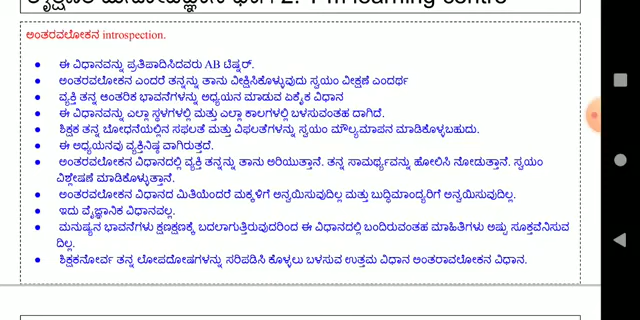 ಅಂತರವಲೋಕನ introspection.
ಈ ವಿಧಾನವನ್ನು ಪ್ರತಿಪಾದಿಸಿದವರು AB ಟಿಷ್ನರ್.
ಅಂತರವಲೋಕನ ಎಂದರೆ ತನ್ನನ್ನು ತಾನು ವೀಕ್ಷಿಸಿಕೊಳ್ಳುವುದು ಸ್ವಯಂ ವೀಕ್ಷಣೆ ಎಂದರ್ಥ
ವ್ಯಕ್ತಿ ತನ್ನ ಆಂತರಿಕ ಭಾವನೆಗಳನ್ನು ಅಧ್ಯಯನ ಮಾಡುವ ಏಕೈಕ ವಿಧಾನ
ಈ ವಿಧಾನವನ್ನು ಎಲ್ಲಾ ಸ್ಥಳಗಳಲ್ಲಿ ಮತ್ತು ಎಲ್ಲಾ ಕಾಲಗಳಲ್ಲಿ ಬಳಸುವಂತಹ ದಾಗಿದೆ.
ಶಿಕ್ಷಕ ತನ್ನ ಬೋಧನೆಯಲ್ಲಿನ ಸಫಲತೆ ಮತ್ತು ವಿಫಲತೆಗಳನ್ನು ಸ್ವಯಂ ಮೌಲ್ಯಮಾಪನ ಮಾಡಿಕೊಳ್ಳಬಹುದು.
ಈ ಅಧ್ಯಯನವು ವ್ಯಕ್ತಿನಿಷ್ಠ ವಾಗಿರುತ್ತದೆ.
ಅಂತರವಲೋಕನ ವಿಧಾನದಲ್ಲಿ ವ್ಯಕ್ತಿ ತನ್ನನ್ನು ತಾನು ಅರಿಯುತ್ತಾನೆ. ತನ್ನ ಸಾಮರ್ಥ್ಯವನ್ನು ಹೋಲಿಸಿ ನೋಡುತ್ತಾನೆ. ಸ್ವಯಂ
ವಿಶ್ಲೇಷಣೆ ಮಾಡಿಕೊಳ್ಳುತ್ತಾನೆ.
ಅಂತರವಲೋಕನ ವಿಧಾನದ ಮಿತಿಯೆಂದರೆ ಮಕ್ಕಳಿಗೆ ಅನ್ವಯಿಸುವುದಿಲ್ಲ ಮತ್ತು ಬುದ್ಧಿಮಾಂದ್ಯರಿಗೆ ಅನ್ವಯಿಸುವುದಿಲ್ಲ.
ಇದು ವೈಜ್ಞಾನಿಕ ವಿಧಾನವಲ್ಲ.
ಮನುಷ್ಯನ ಭಾವನೆಗಳು ಕ್ಷಣಕ್ಷಣಕ್ಕೆ ಬದಲಾಗುತ್ತಿರುವುದರಿಂದ ಈ ವಿಧಾನದಲ್ಲಿ ಬಂದಿರುವಂತಹ ಮಾಹಿತಿಗಳು ಅಷ್ಟು ಸೂಕ್ತವೆನಿಸುವ
ದಿಲ್ಲ.
ಶಿಕ್ಷಕನೋರ್ವ ತನ್ನ ಲೋಪದೋಷಗಳನ್ನು ಸರಿಪಡಿಸಿ ಕೊಳ್ಳಲು ಬಳಸುವ ಉತ್ತಮ ವಿಧಾನ ಅಂತರಾವಲೋಕನ ವಿಧಾನ.